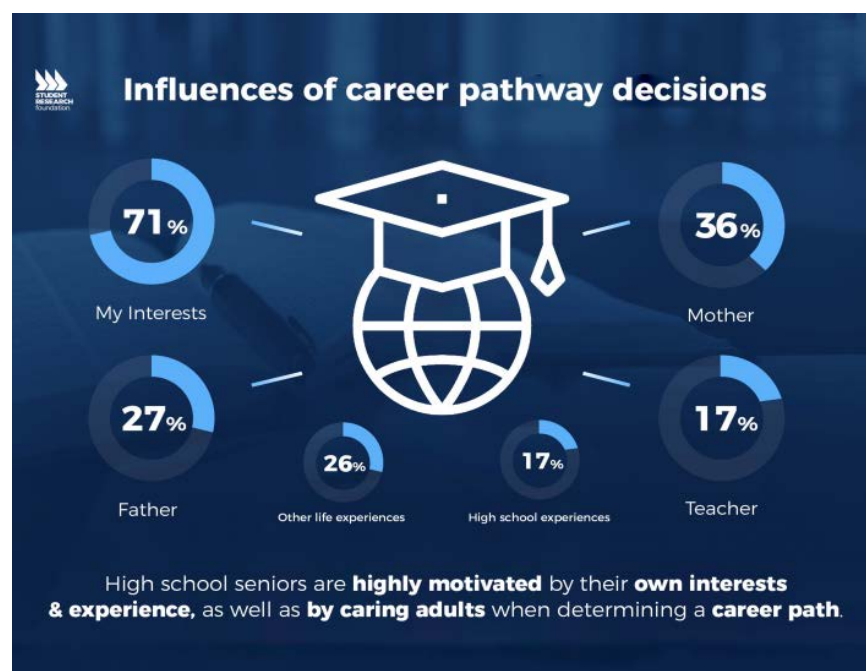 STUDENT
RESEARCH
foundation
Influences of career pathway decisions
71%
My Interests
36%
Mother
27%
Father
26%
Other life experiences
17%
High school experiences
17%
Teacher
High school seniors are highly motivated by their own interests
& experience, as well as by caring adults when determining a career path.